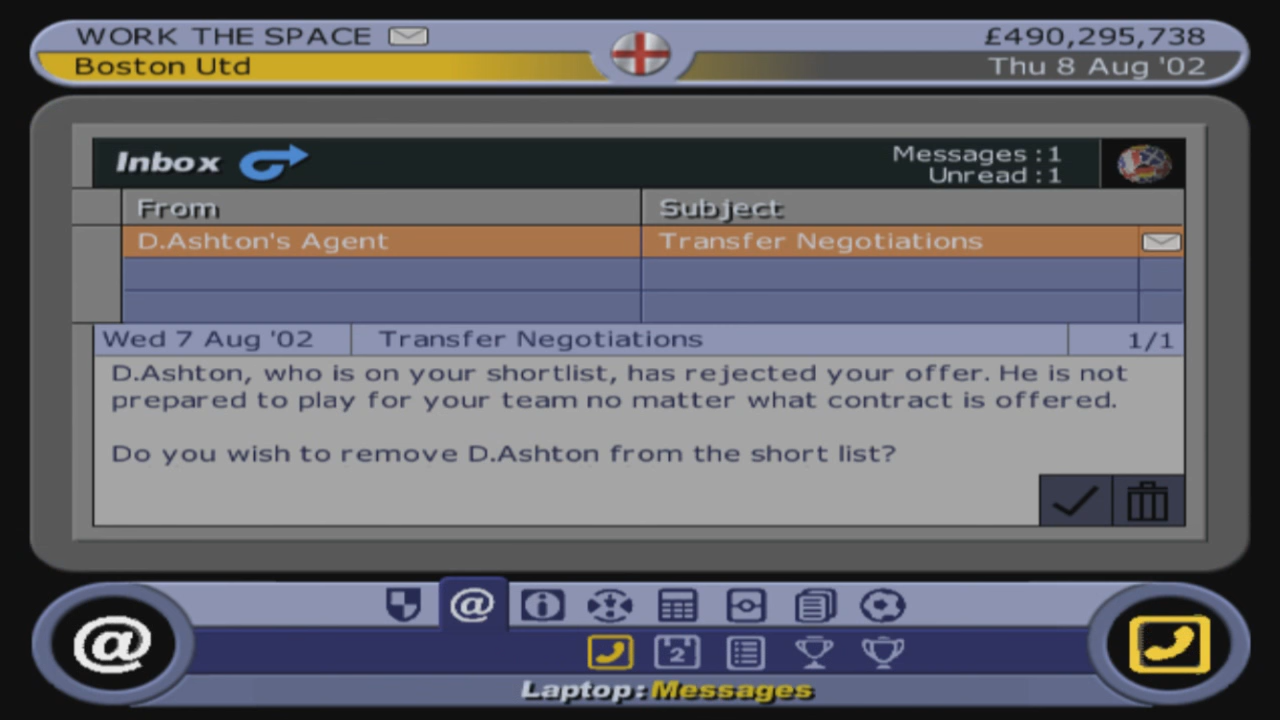 WORK THE SPACE
£490,295,738
Boston Utd
Thu 8 Aug '02
Inbox
Messages : 1
Unread : 1
From
Subject
D.Ashton's Agent
Transfer Negotiations
Wed 7 Aug '02
Transfer Negotiations
1/1
D.Ashton, who is on your shortlist, has rejected your offer. He is not
prepared to play for your team no matter what contract is offered.
Do you wish to remove D.Ashton from the short list?
@
@
2
Laptop: Messages